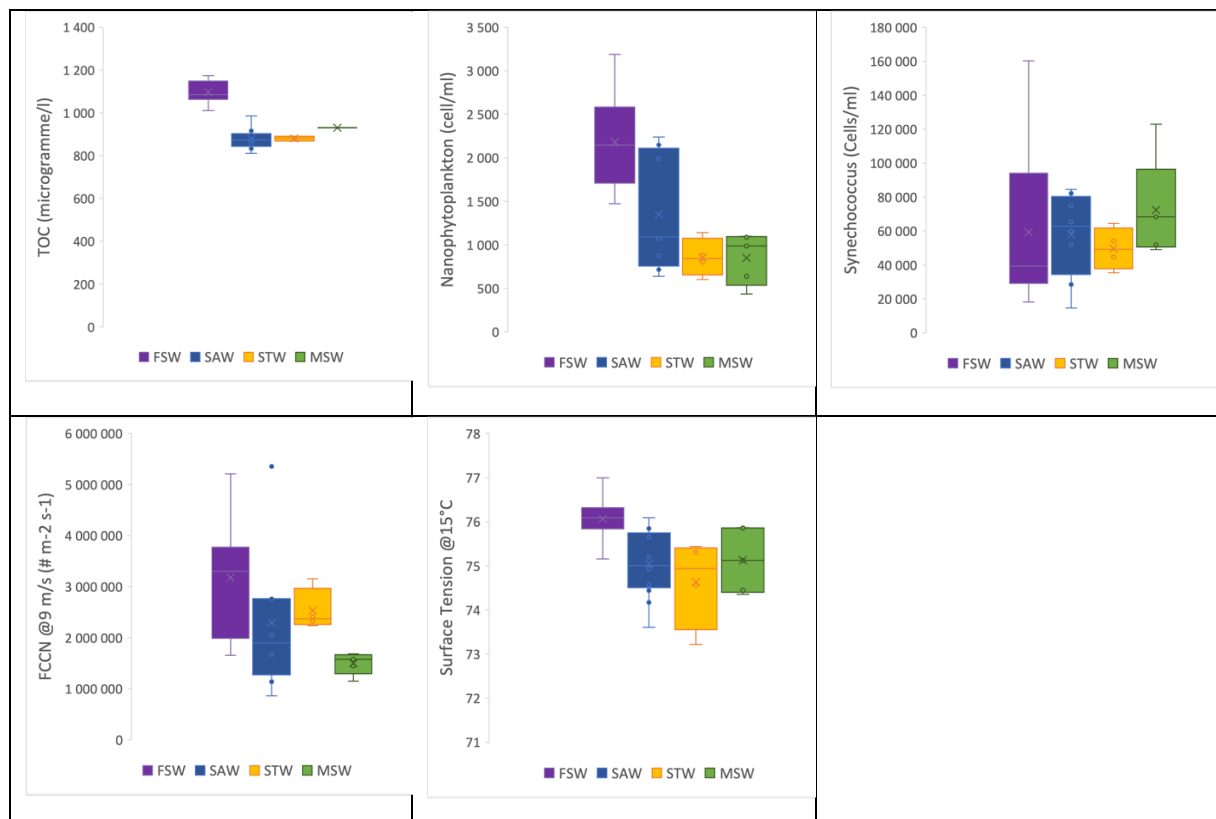 TOC (microgramme/l)
1 400
1 200
1 000
800
600
400
200
0
FSW SAW STW MSW
Nanophytoplankton (cell/ml)
3 500
3 000
2 500
2 000
1 500
1 000
500
0
FSW SAW STW MSW
Synechococcus (Cells/ml)
180 000
160 000
140 000
120 000
100 000
80 000
60 000
40 000
20 000
0
FSW SAW STW MSW
FCCN @9 m/s (# m-2 s-1)
6 000 000
5 000 000
4 000 000
3 000 000
2 000 000
1 000 000
0
FSW SAW STW MSW
Surface Tension @15°C
78
77
76
75
74
73
72
71
FSW SAW STW MSW